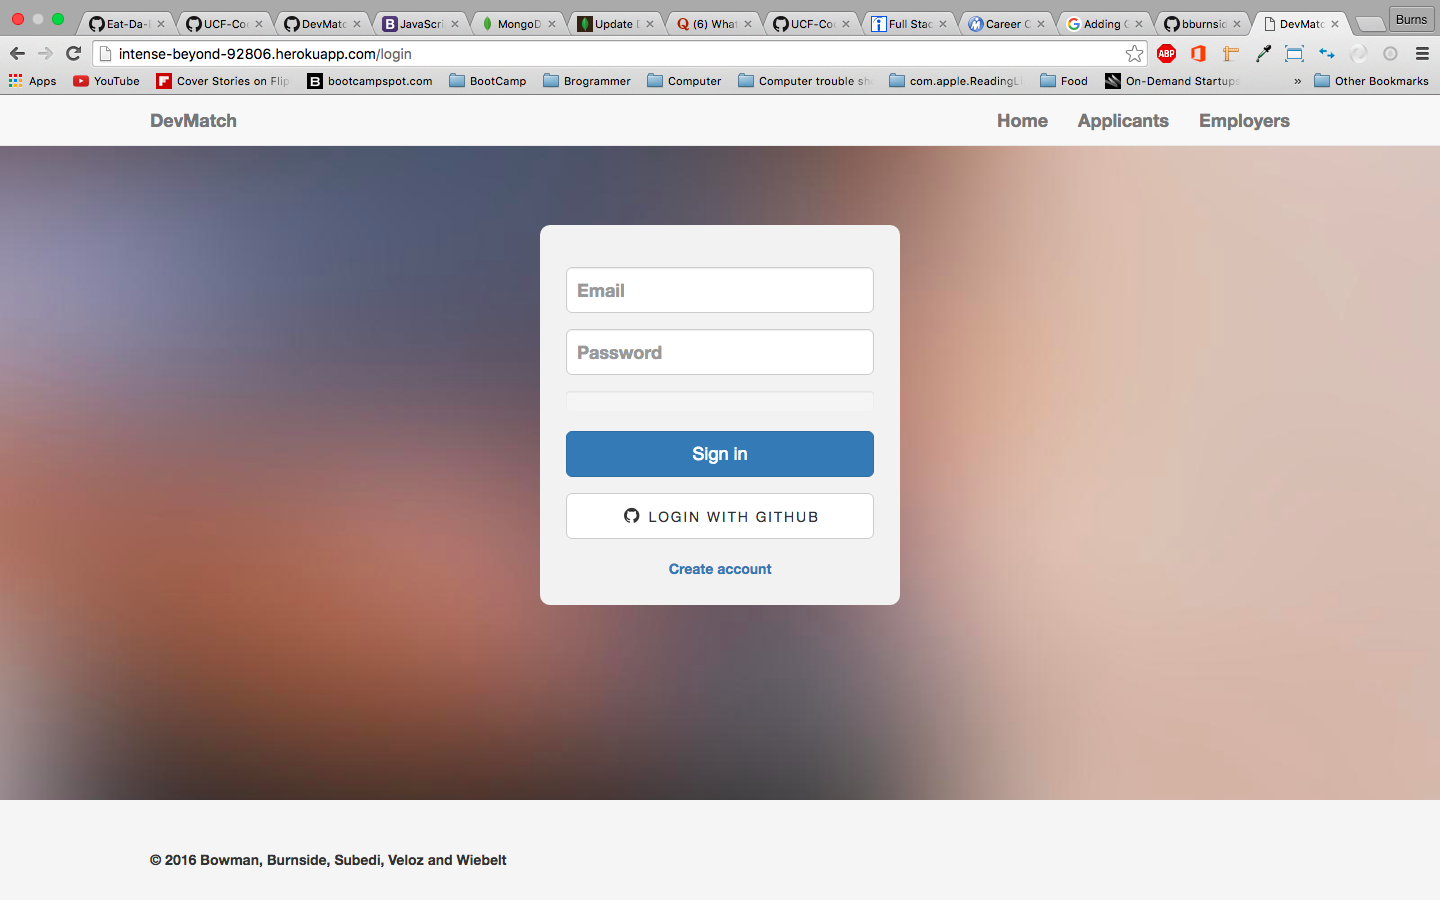 Eat-Da-
UCF-Co
DevMatc
JavaScri
MongoD
Update
(6) What
UCF-Co
Full Stac
Career C
Adding
bburnsid
DevMatc
Burns
intense-beyond-92806.herokuapp.com/login
ABP
Apps
YouTube
Cover Stories on Flip
bootcampspot.com
BootCamp
Brogrammer
Computer
Computer trouble sh
com.apple.ReadingL
Food
On-Demand Startups
»
Other Bookmarks
DevMatch
Home
Applicants
Employers
Email
Password
Sign in
LOGIN WITH GITHUB
Create account
© 2016 Bowman, Burnside, Subedi, Veloz and Wiebelt